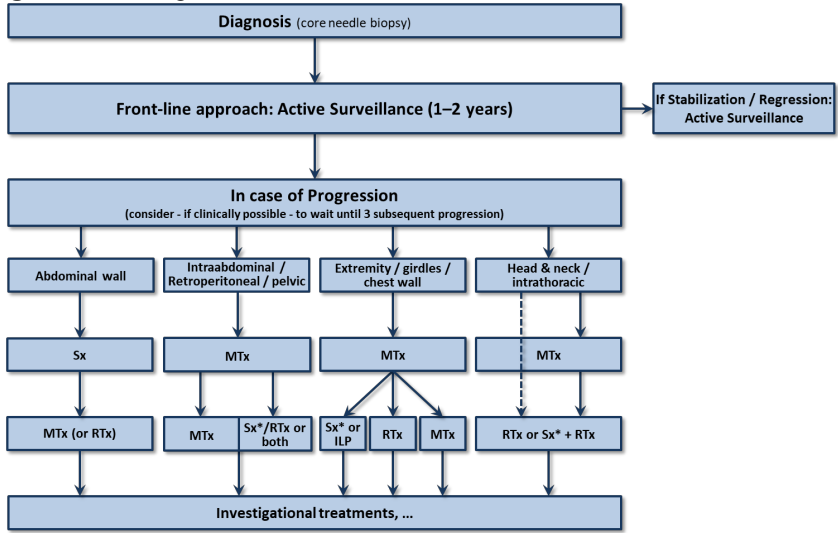 Diagnosis (core needle biopsy)
Front-line approach: Active Surveillance (1–2 years)
If Stabilization / Regression:
Active Surveillance
In case of Progression
(consider - if clinically possible - to wait until 3 subsequent progression)
Abdominal wall
Intraabdominal /
Retroperitoneal / pelvic
Extremity / girdles /
chest wall
Head & neck /
intrathoracic
Sx
MTx
MTx
MTx
MTx (or RTx)
MTx
Sx*/RTx or
both
Sx* or
ILP
RTx
MTx
RTx or Sx* + RTx
Investigational treatments, ...